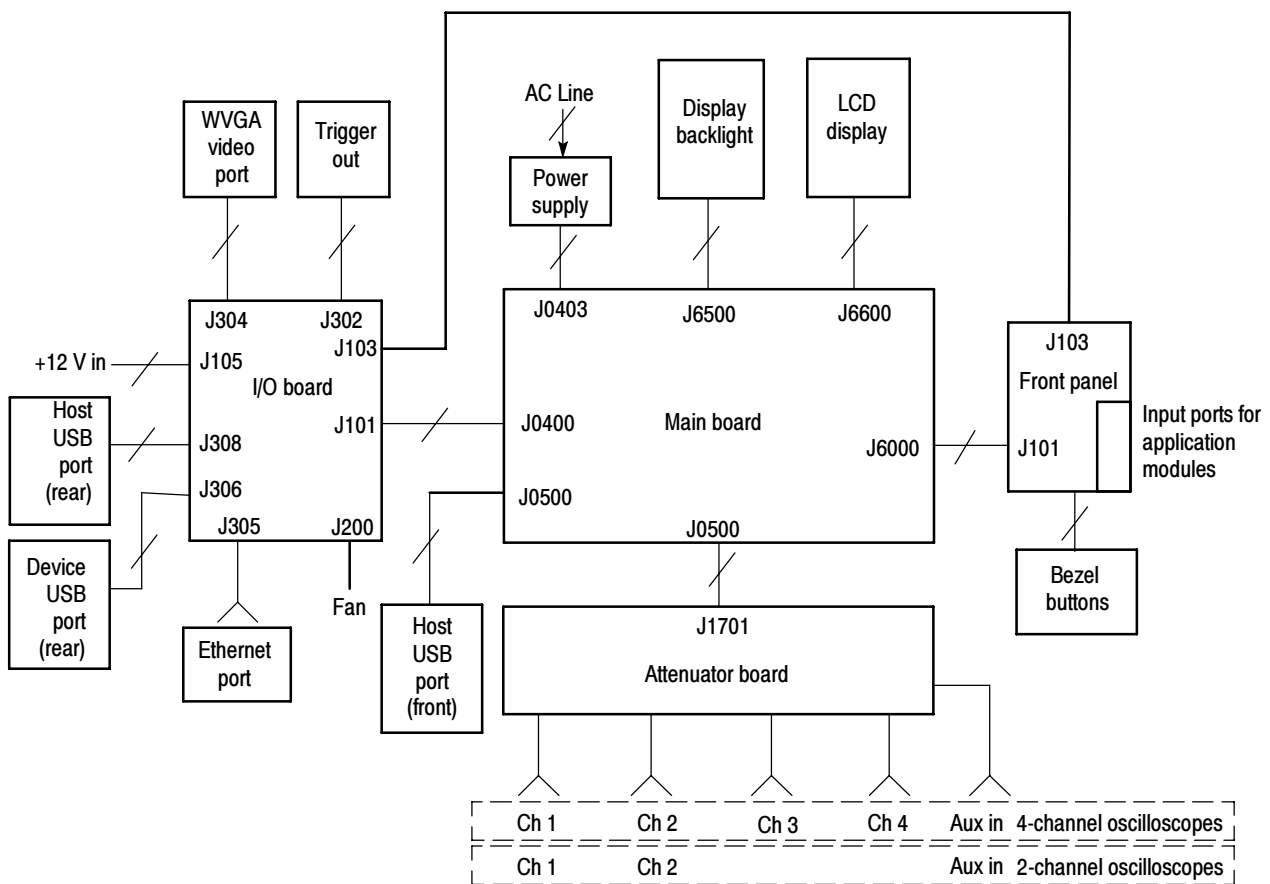 AC Line
Display
backlight
LCD
display
WVGA
video
port
Trigger
out
Power
supply
J304
J302
J103
J0403
J6500
J6600
J103
+12 V in
J105
I/O board
Front panel
Host
USB
port
(rear)
J308
J101
J0400
Main board
J6000
J101
Input ports for
application
modules
J306
J0500
J305
J200
J0500
Device
USB
port
(rear)
Fan
Bezel
buttons
Ethernet
port
Host
USB
port
(front)
J1701
Attenuator board
Ch 1 Ch 2 Ch 3 Ch 4 Aux in 4-channel oscilloscopes
Ch 1 Ch 2 Aux in 2-channel oscilloscopes